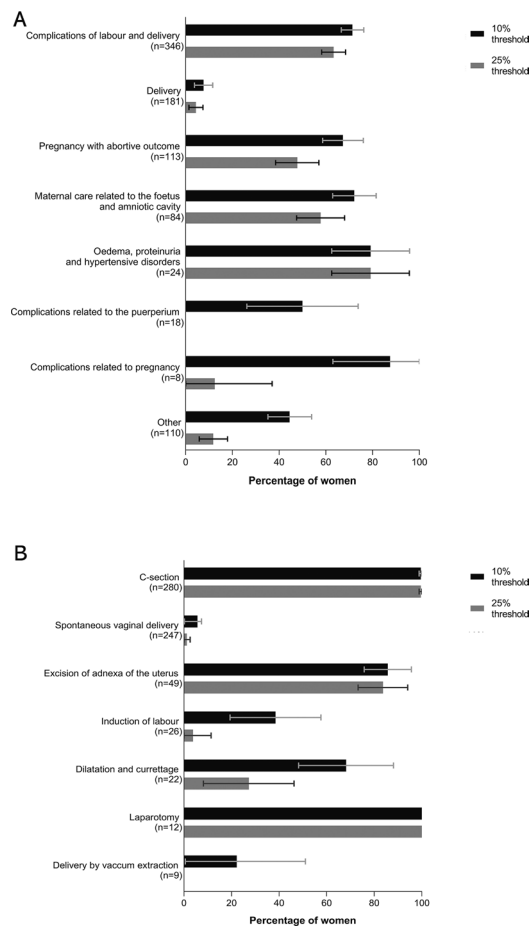 A
10%
threshold
25%
threshold
Complications of labour and delivery
(n=346)
Delivery
(n=181)
Pregnancy with abortive outcome
(n=113)
Maternal care related to the foetus
and amniotic cavity
(n=84)
Oedema, proteinuria
and hypertensive disorders
(n=24)
Complications related to the puerperium
(n=18)
Complications related to pregnancy
(n=8)
Other
(n=110)
0 20 40 60 80 100
Percentage of women
B
10%
threshold
25%
threshold
C-section
(n=280)
Spontaneous vaginal delivery
(n=247)
Excision of adnexa of the uterus
(n=49)
Induction of labour
(n=26)
Dilatation and currettage
(n=22)
Laparotomy
(n=12)
Delivery by vaccum extraction
(n=9)
0 20 40 60 80 100
Percentage of women